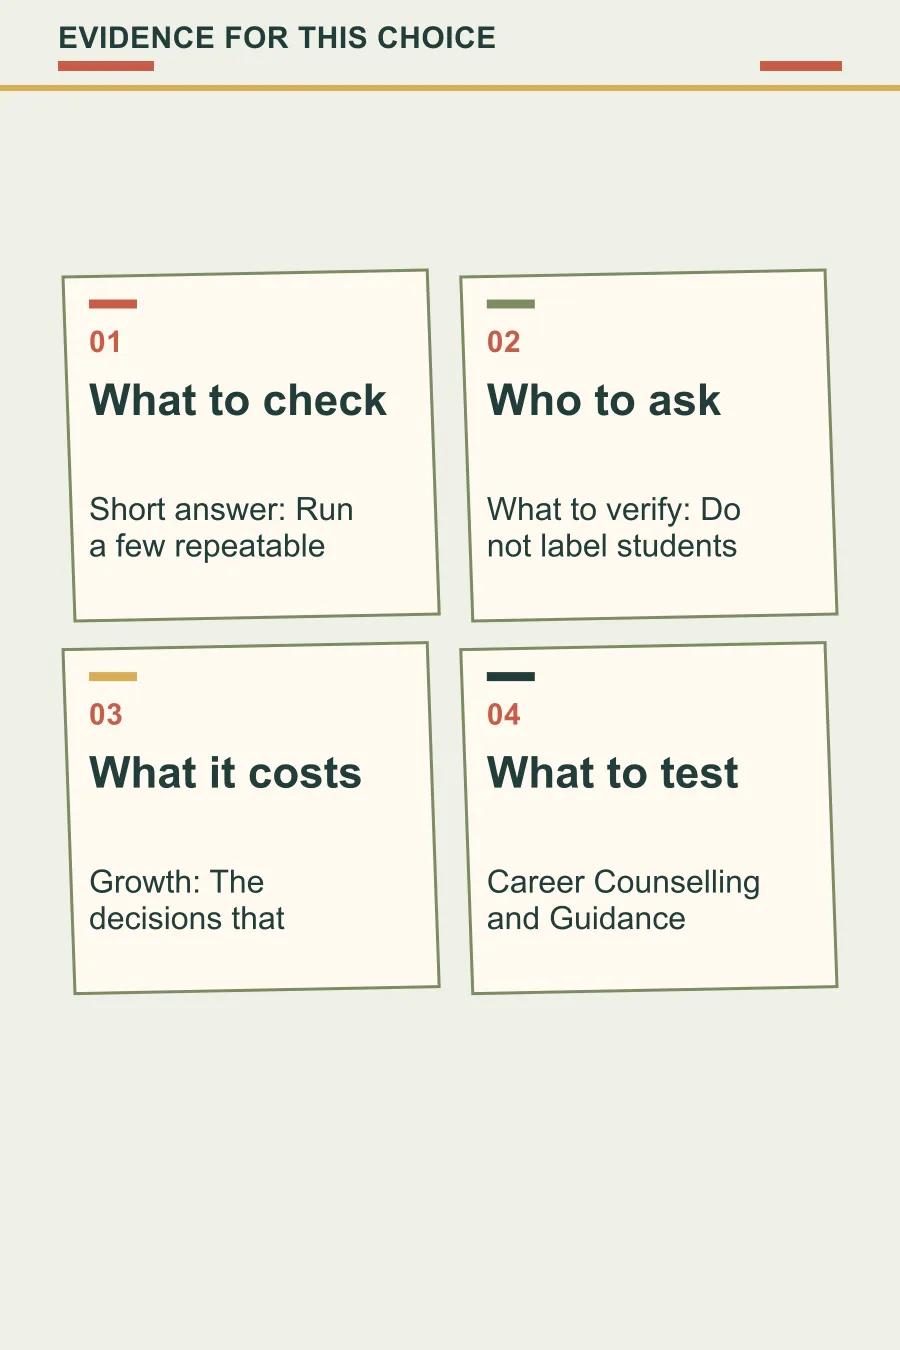 EVIDENCE FOR THIS CHOICE
01
What to check
Short answer: Run
a few repeatable
02
Who to ask
What to verify: Do
not label students
03
What it costs
Growth: The
decisions that
04
What to test
Career Counselling
and Guidance